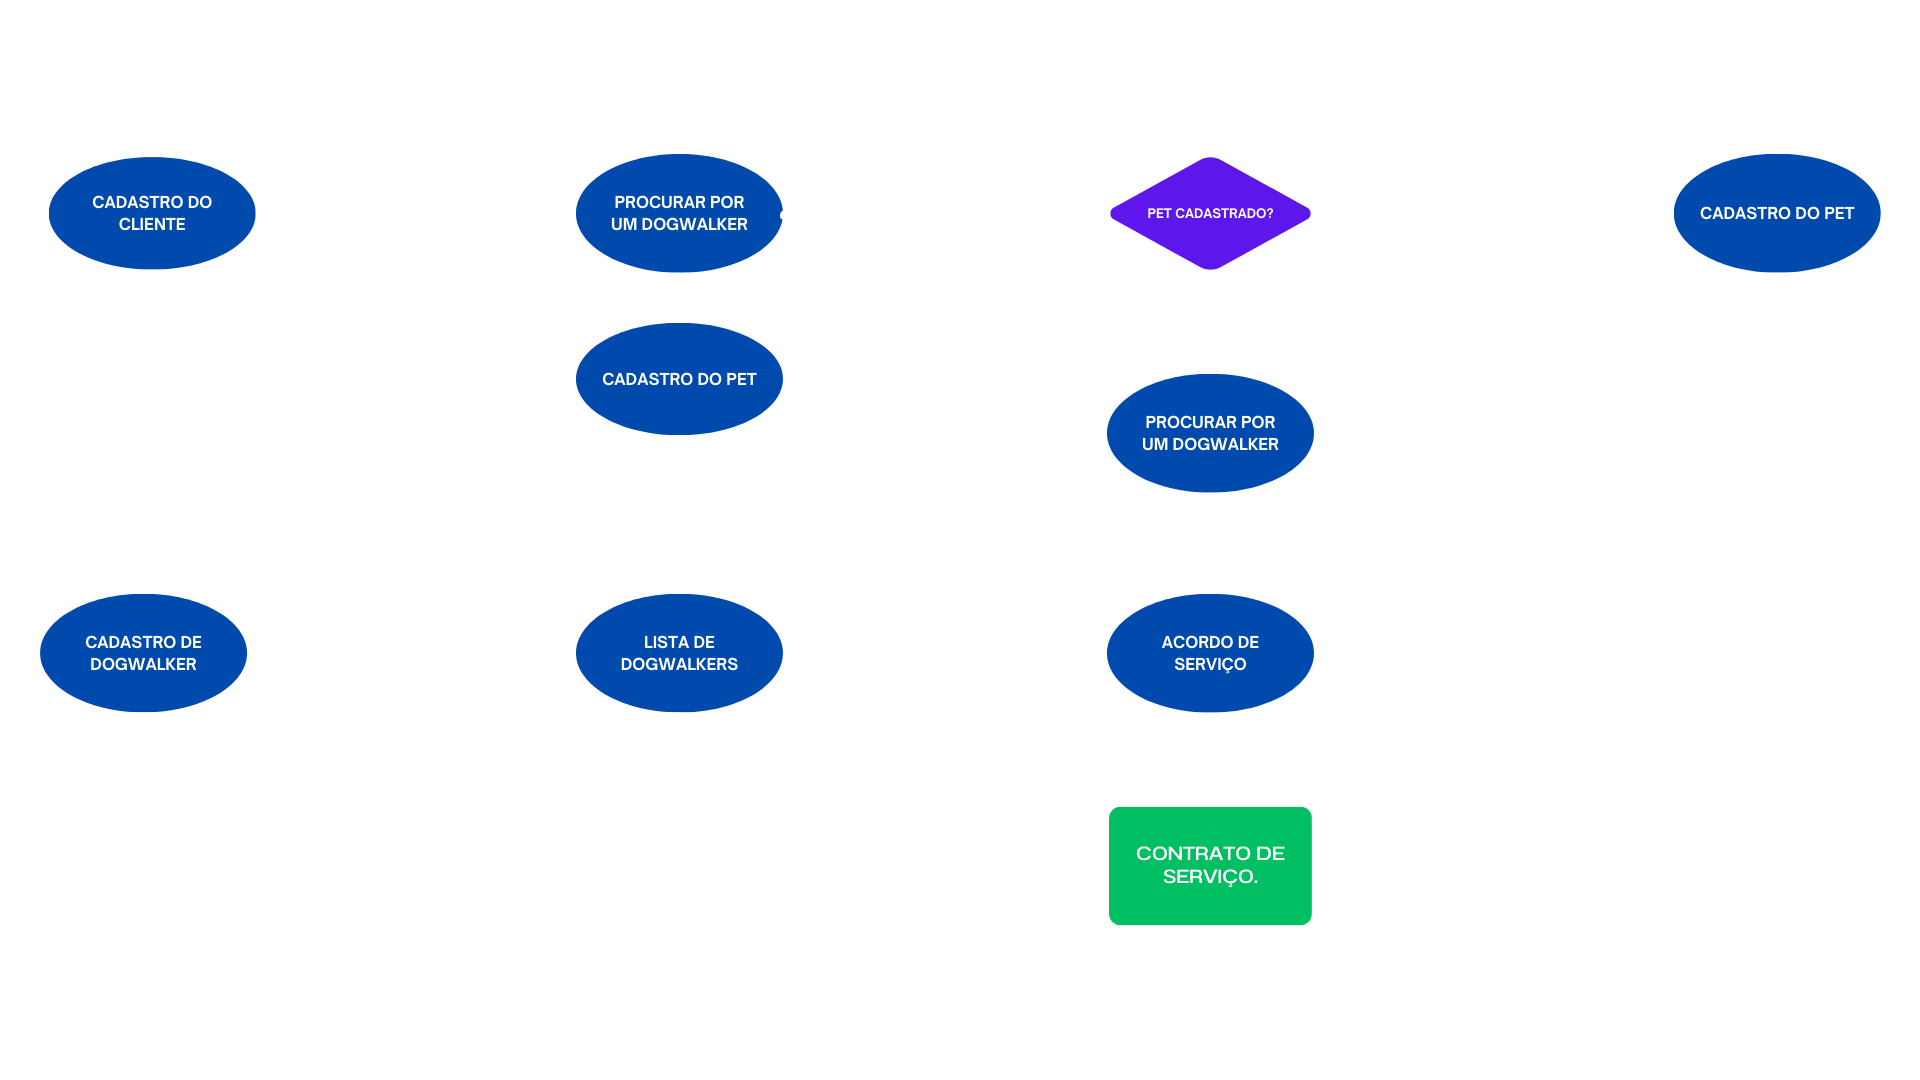 CADASTRO DO
CLIENTE
PROCURAR POR
UM DOGWALKER
PET CADASTRADO?
CADASTRO DO PET
CADASTRO DO PET
PROCURAR POR
UM DOGWALKER
CADASTRO DE
DOGWALKER
LISTA DE
DOGWALKERS
ACORDO DE
SERVIÇO
CONTRATO DE
SERVIÇO.